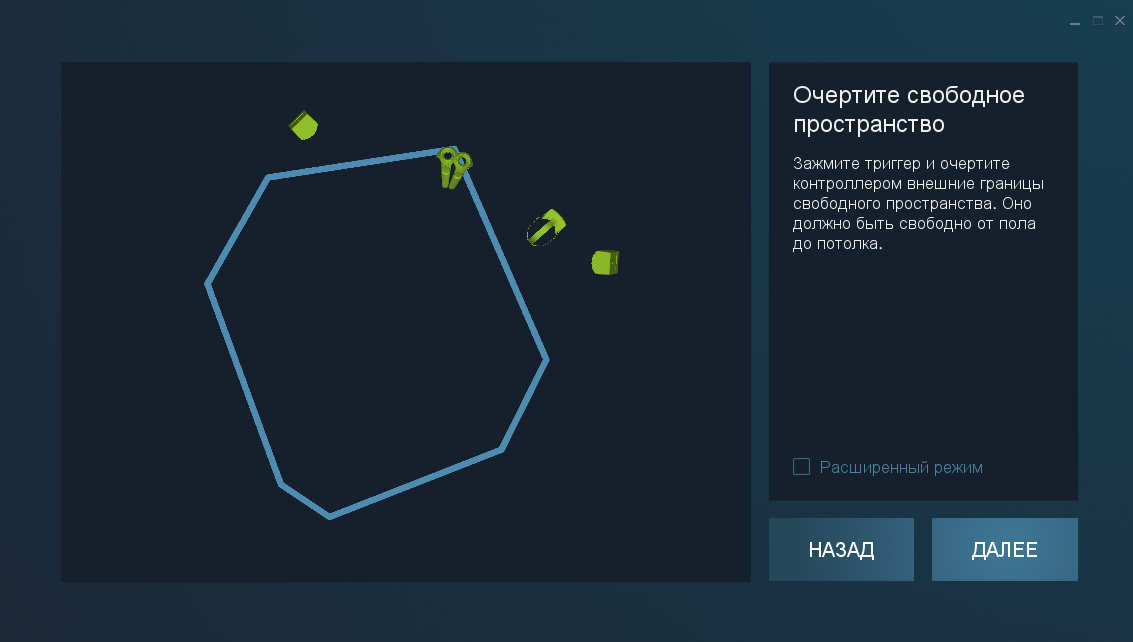 Очертите свободное
пространство
Зажмите триггер и очертите
контроллером внешние границы
свободного пространства. Оно
должно быть свободно от пола
до потолка.
Расширенный режим
НАЗАД
ДАЛЕЕ